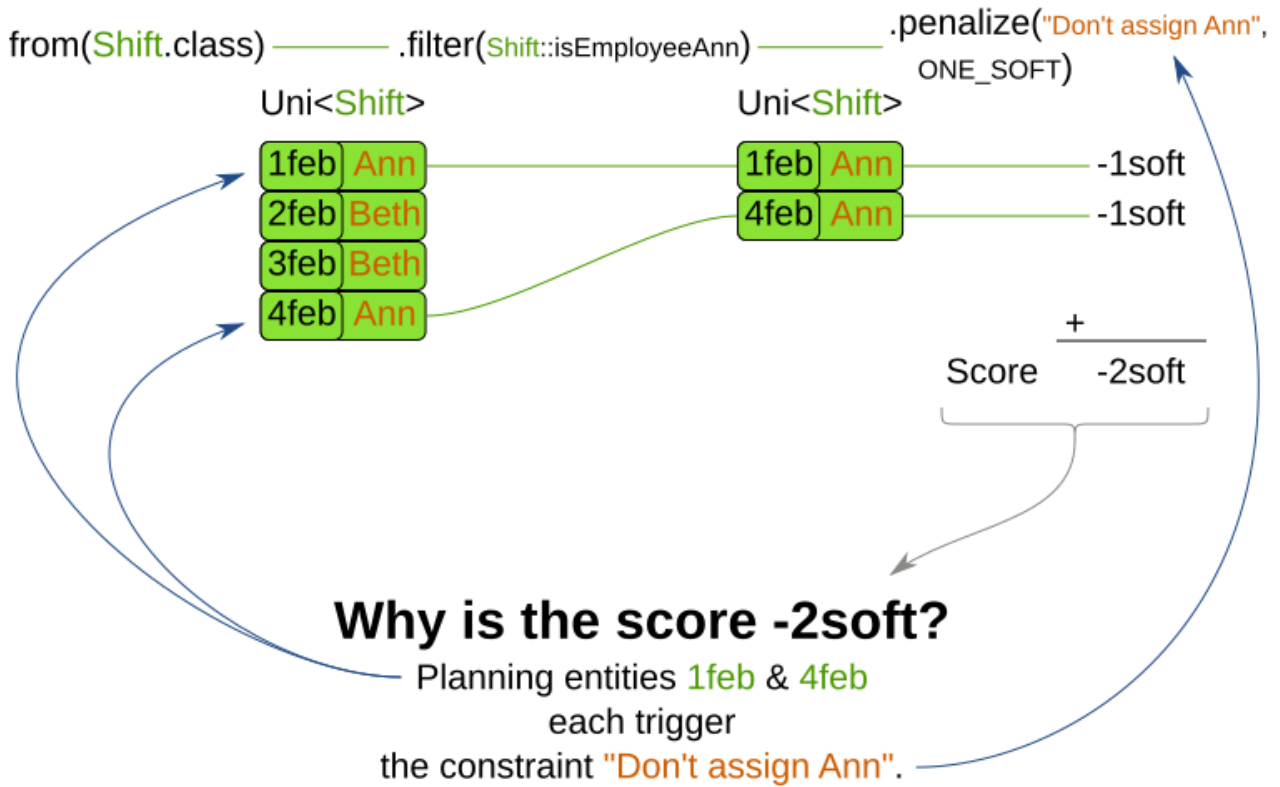 from(Shift.class) .filter(Shift::isEmployeeAnn) .penalize("Don't assign Ann",
ONE_SOFT)
Uni<Shift> Uni<Shift>
1feb Ann 1feb Ann -1soft
2feb Beth 4feb Ann -1soft
3feb Beth
4feb Ann
+
Score -2soft
Why is the score -2soft?
Planning entities 1feb & 4feb
each trigger
the constraint "Don't assign Ann".